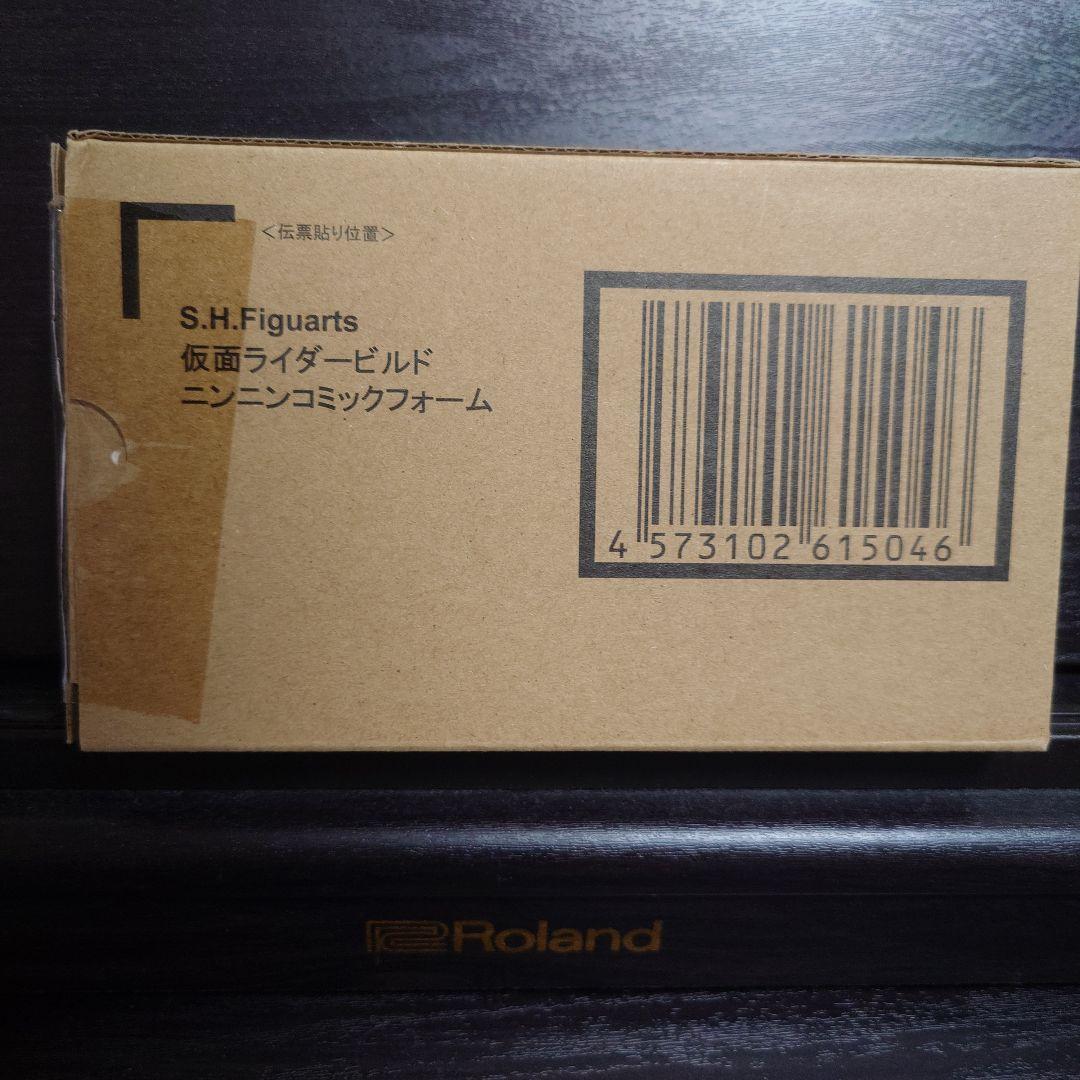 <伝票貼り位置>
S.H.Figuarts
仮面ライダービルド
ニンニンコミックフォーム
4 573102 615046
Roland